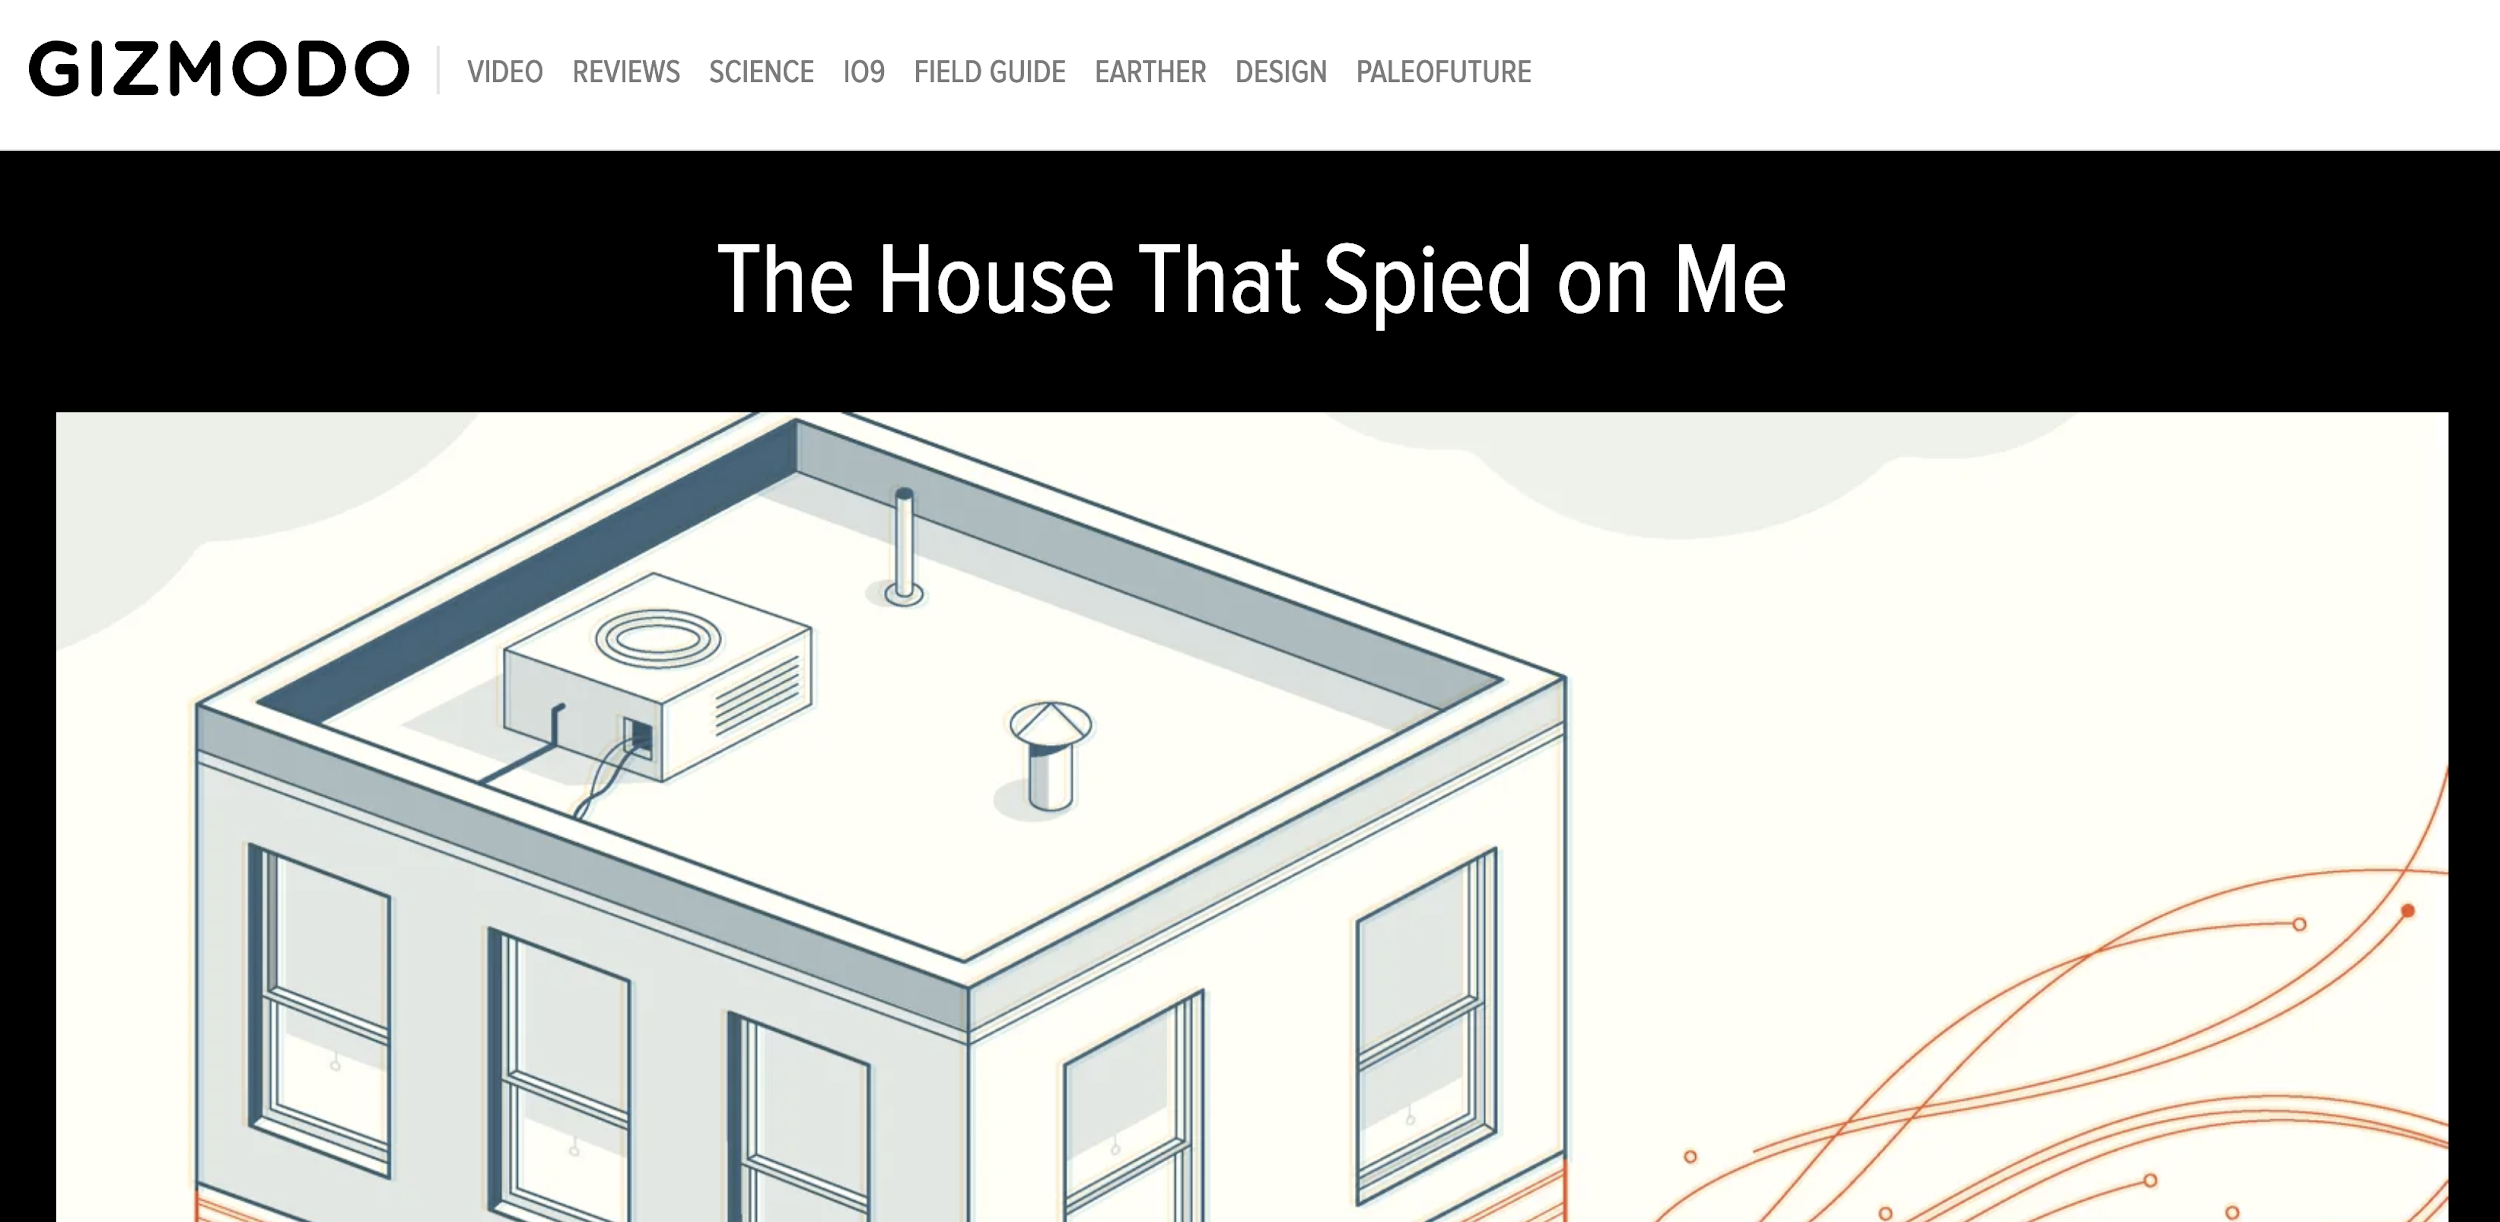 GIZMODO VIDEO REVIEWS SCIENCE IO9 FIELD GUIDE EARTHER DESIGN PALEOFUTURE
The House That Spied on Me